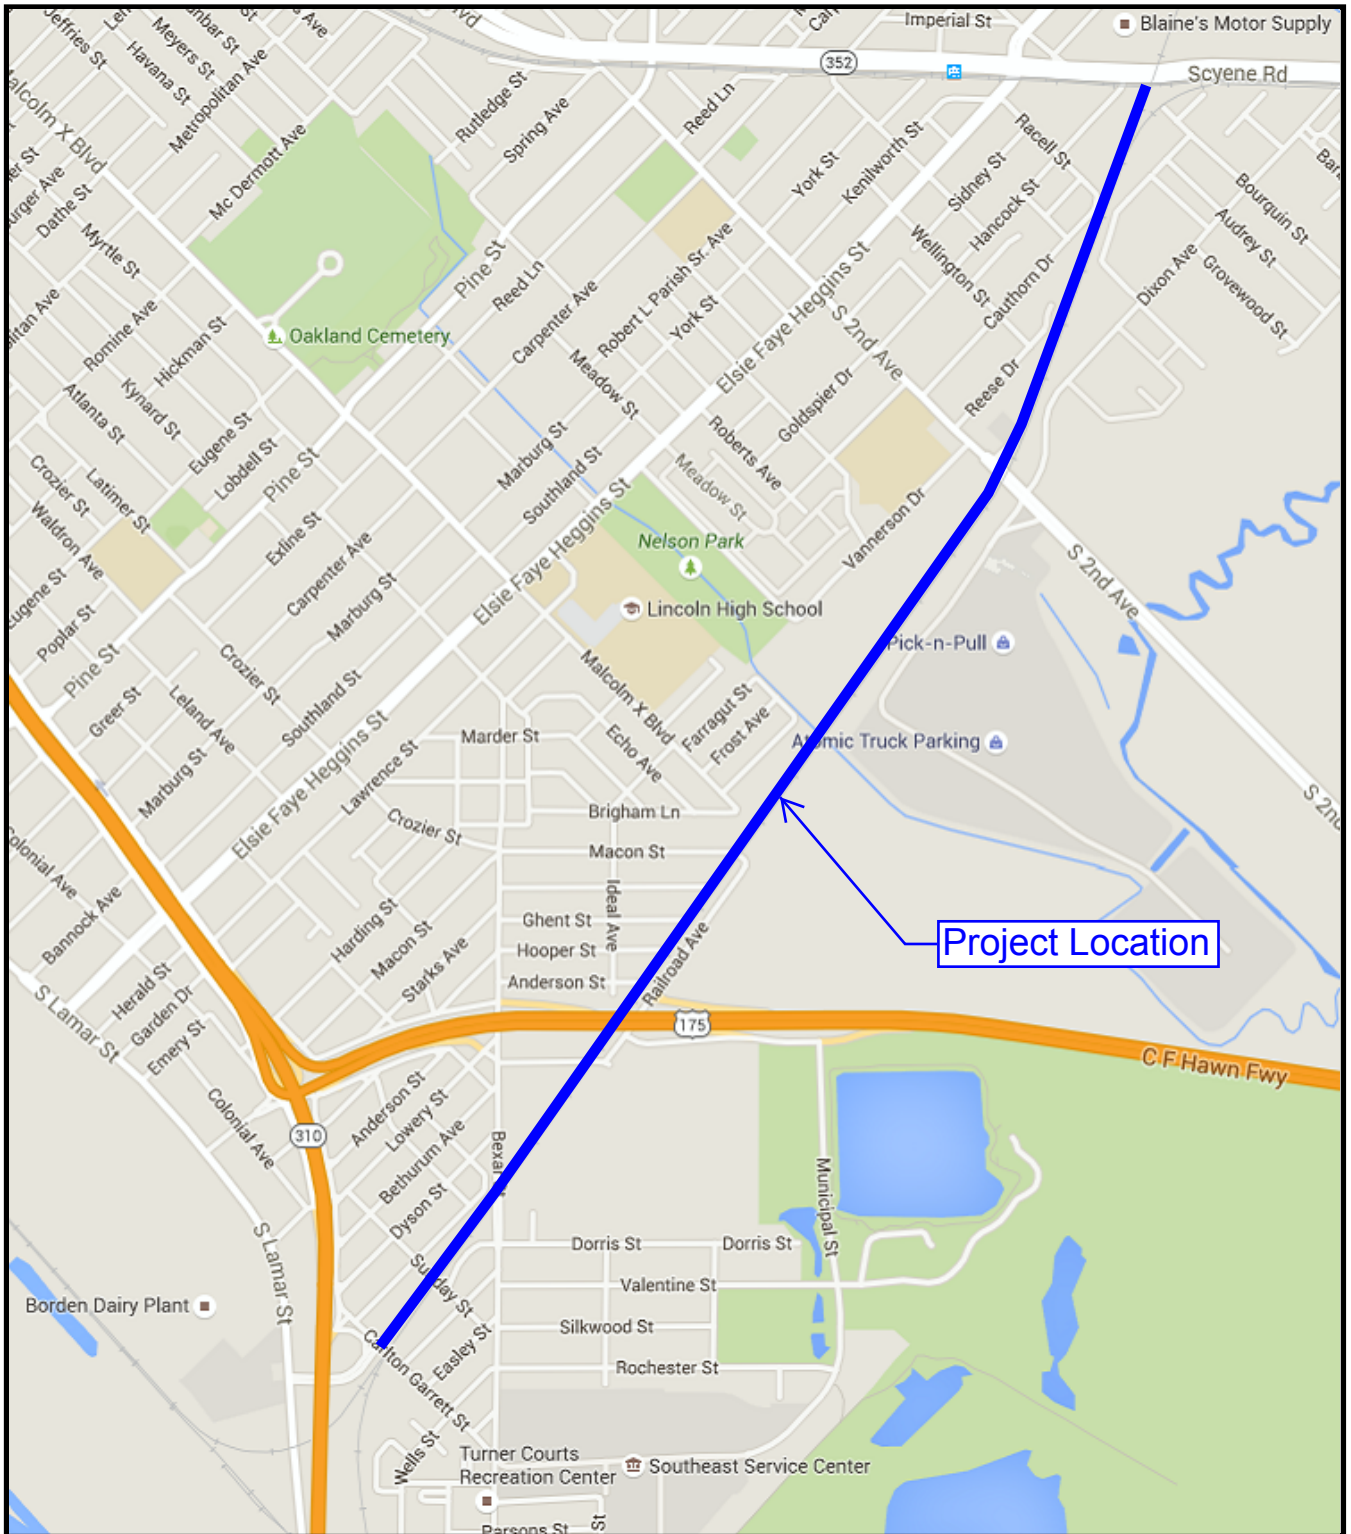 Blvd
Imperial St
Blaine's Motor Supply
Jeffries St
Meyers St
Havana St
Metropolitan Ave
352
Scyene Rd
Malcolm X Blvd
Mc Dermott Ave
Rutledge St
Spring Ave
Reed Ln
York St
Kenilworth St
Racell St
Sidney St
Hancock St
Wellington St
Cauthorn Dr
Bourquin St
Audrey St
Grovewood St
Dixon Ave
Dathe St
Myrtle St
Pine St
Reed Ln
Carpenter Ave
Robert L Parish Sr. Ave
York St
Elsie Faye Heggins St
S 2nd Ave
Oakland Cemetery
Romine Ave
Hickman St
Kynard St
Atlanta St
Eugene St
Lobdell St
Pine St
Meadow St
Goldspier Dr
Reese Dr
Roberts Ave
Meadow St
Marburg St
Southland St
Vannerson Dr
Crozier St
Latimer St
Waldron Ave
Exline St
Carpenter Ave
Marburg St
Elsie Faye Heggins St
Nelson Park
Lincoln High School
S 2nd Ave
Pick-n-Pull
Eugene St
Poplar St
Pine St
Greer St
Crozier St
Leland Ave
Southland St
Marburg St
Malcolm X Blvd
Farragut St
Frost Ave
Echo Ave
Marder St
Atomic Truck Parking
Lawrence St
Elsie Faye Heggins St
Crozier St
Brigham Ln
Macon St
S 2nd
Colonial Ave
Bannock Ave
Ideal Ave
Ghent St
Hooper St
Anderson St
Harding St
Macon St
Starks Ave
Railroad Ave
Project Location
S Lamar St
Herald St
Garden Dr
Emery St
175
C F Hawn Fwy
Colonial Ave
310
Anderson St
Lowery St
Bethurum Ave
Dyson St
Municipal St
S Lamar St
Dorris St
Dorris St
Sunday St
Valentine St
Borden Dairy Plant
Silkwood St
Carlton Garrett St
Easley St
Rochester St
Wells St
Turner Courts
Recreation Center
Southeast Service Center
Parsons St
St